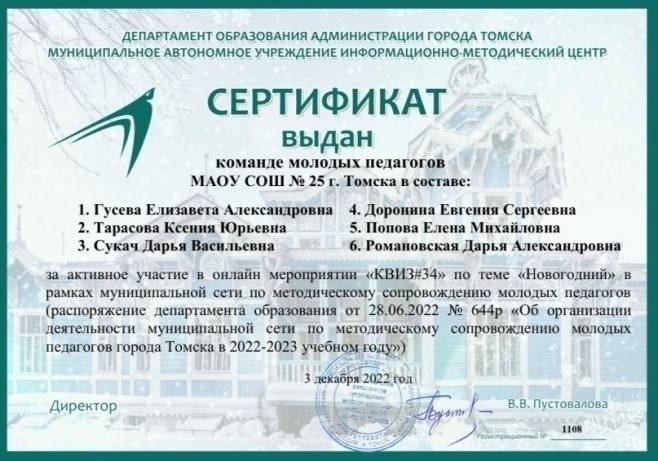 ДЕПАРТАМЕНТ ОБРАЗОВАНИЯ АДМИНИСТРАЦИИ ГОРОДА ТОМСКА
МУНИЦИПАЛЬНОЕ АВТОНОМНОЕ УЧРЕЖДЕНИЕ ИНФОРМАЦИОННО-МЕТОДИЧЕСКИЙ ЦЕНТР
СЕРТИФИКАТ
выдан
команде молодых педагогов
МАОУ СОШ № 25 г. Томска в составе:
1. Гусева Елизавета Александровна
2. Тарасова Ксения Юрьевна
3. Сукач Дарья Васильевна
4. Доронина Евгения Сергеевна
5. Попова Елена Михайловна
6. Романовская Дарья Александровна
за активное участие в онлайн мероприятии «КВИЗ#34» по теме «Новогодний» в
рамках муниципальной сети по методическому сопровождению молодых педагогов
(распоряжение департамента образования от 28.06.2022 № 644р «Об организации
деятельности муниципальной сети по методическому сопровождению молодых
педагогов города Томска в 2022-2023 учебном году»)
3 декабря 2022 год
Директор
В.В. Пустовалова
Регистрационный № 1108